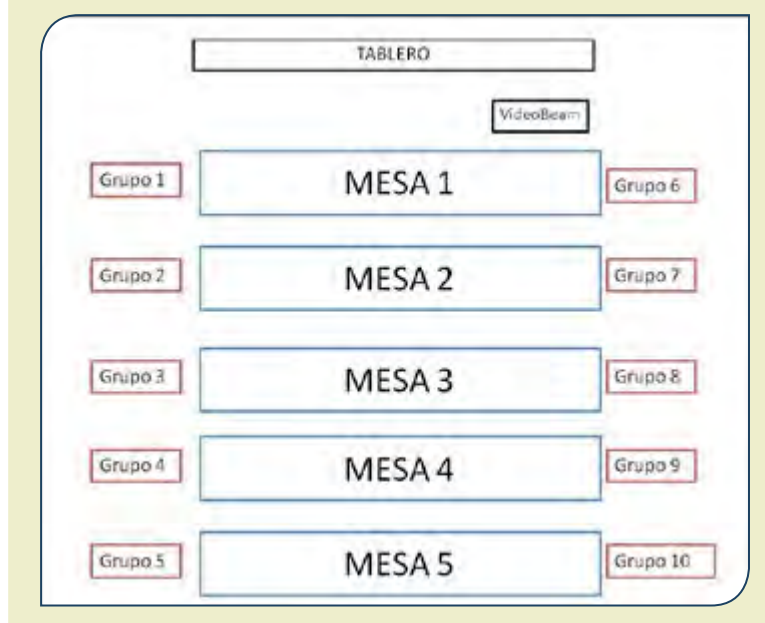 TABLERO
VideoBeam
Grupo 1
MESA 1
Grupo 6
Grupo 2
MESA 2
Grupo 7
Grupo 3
MESA 3
Grupo 8
Grupo 4
MESA 4
Grupo 9
Grupo 5
MESA 5
Grupo 10